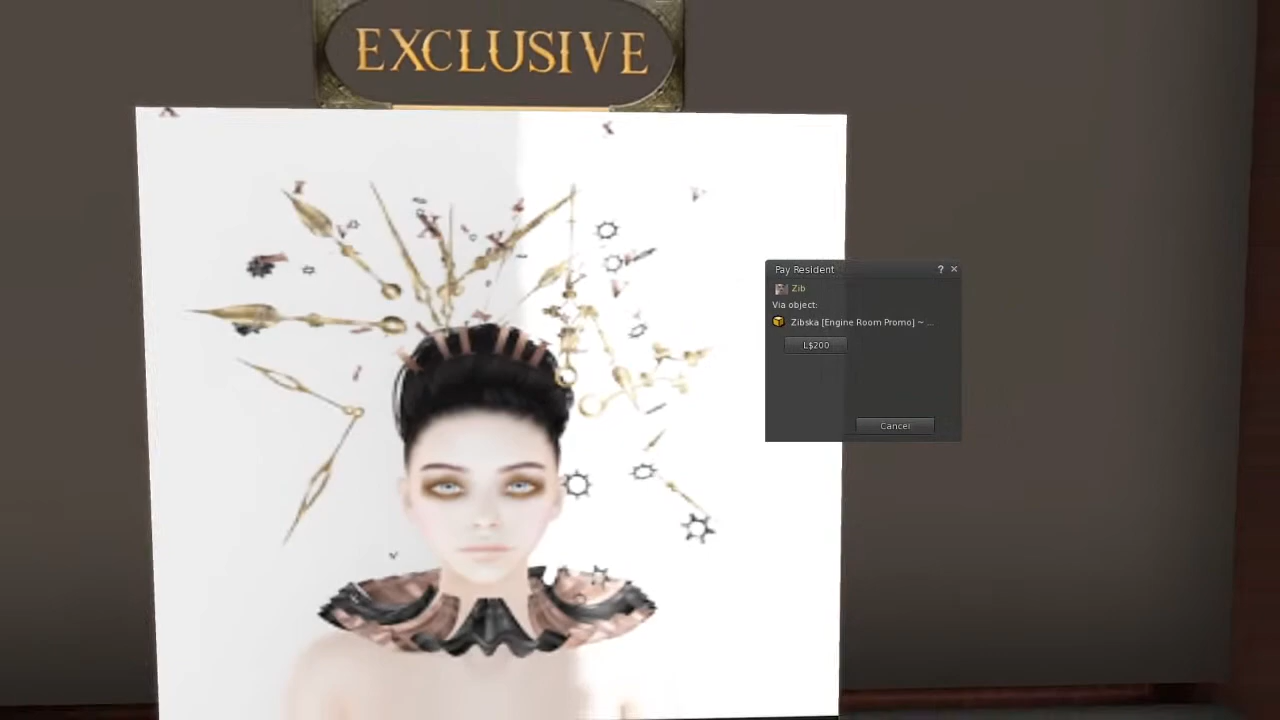 EXCLUSIVE
Pay Resident ? ×
Zib
Via object:
Zibska [Engine Room Promo] ~ ...
L$200
Cancel